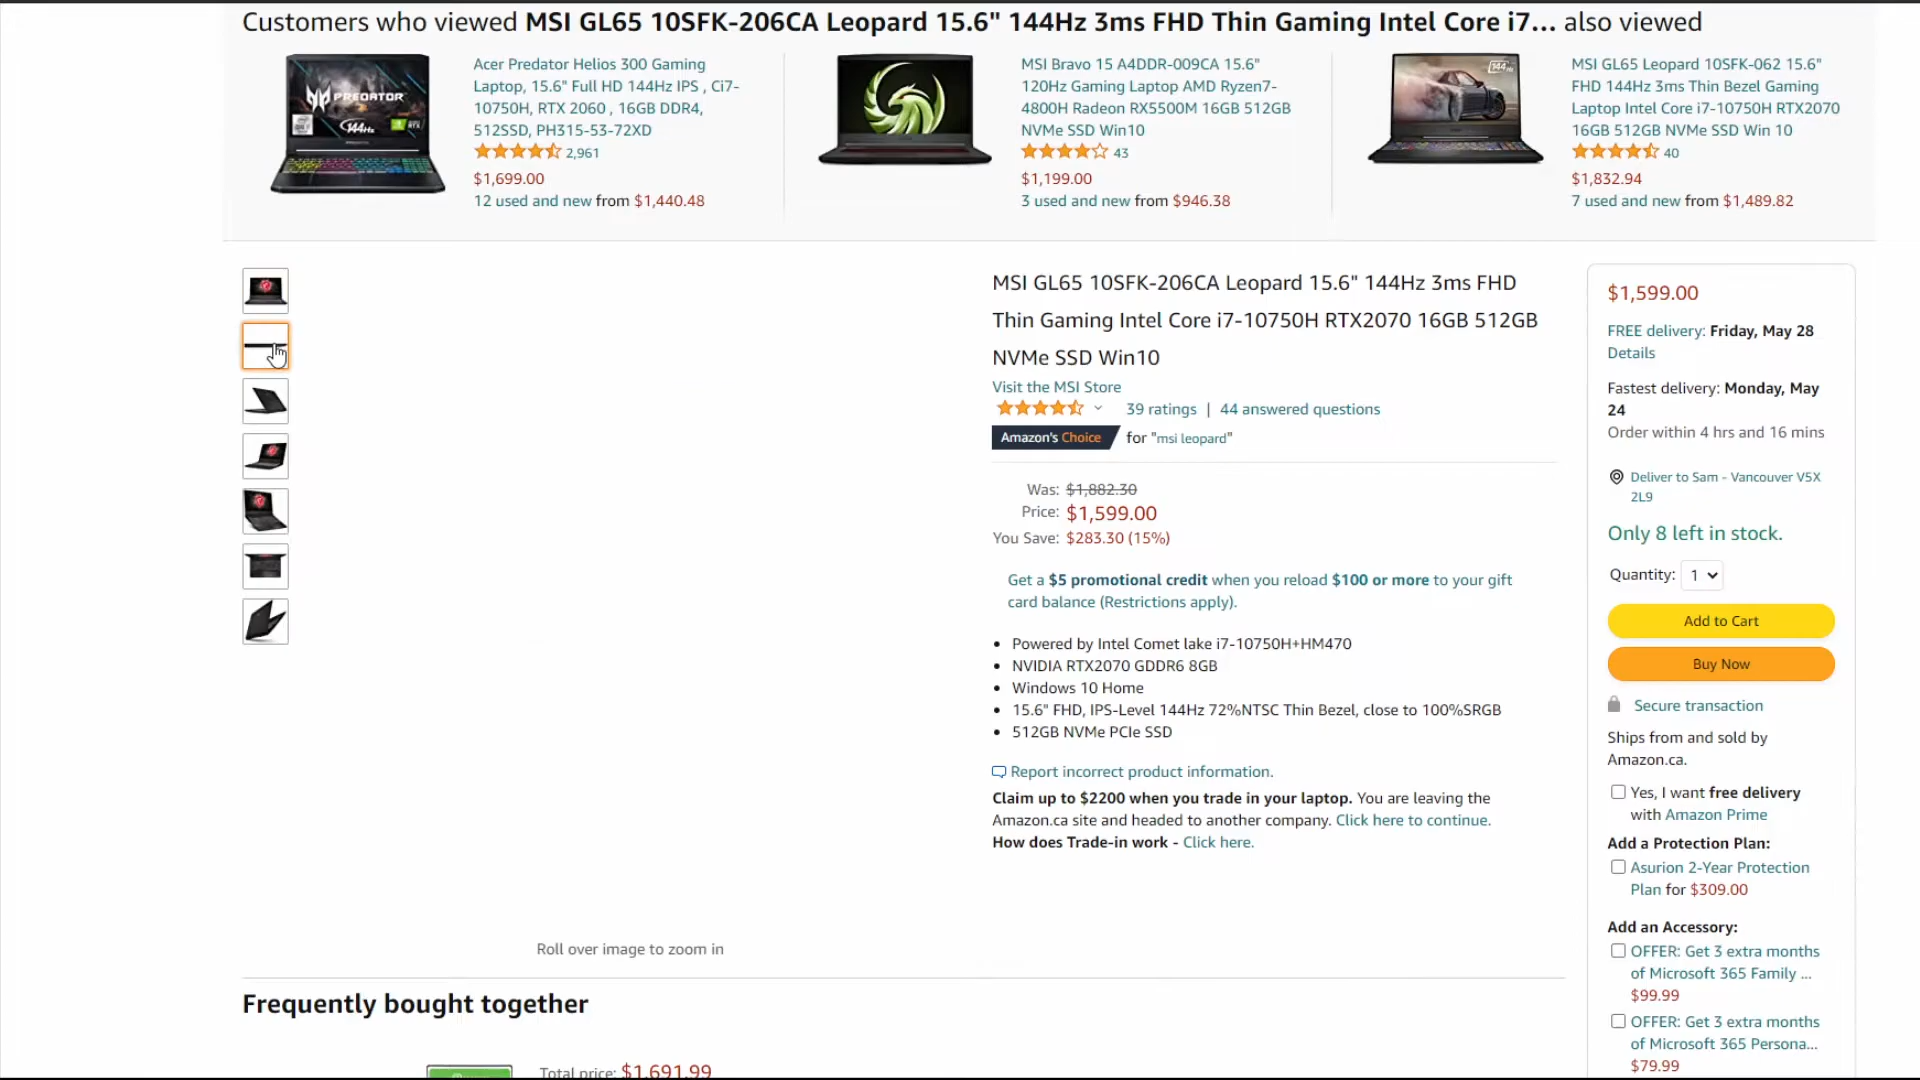 Customers who viewed MSI GL65 10SFK-206CA Leopard 15.6" 144Hz 3ms FHD Thin Gaming Intel Core i7... also viewed
Acer Predator Helios 300 Gaming
Laptop, 15.6" Full HD 144Hz IPS , Ci7-
10750H, RTX 2060 , 16GB DDR4,
512SSD, PH315-53-72XD
2,961
$1,699.00
12 used and new from $1,440.48
PREDATOR
144Hz
MSI Bravo 15 A4DDR-009CA 15.6"
120Hz Gaming Laptop AMD Ryzen7-
4800H Radeon RX5500M 16GB 512GB
NVMe SSD Win10
43
$1,199.00
3 used and new from $946.38
144Hz
MSI GL65 Leopard 10SFK-062 15.6"
FHD 144Hz 3ms Thin Bezel Gaming
Laptop Intel Core i7-10750H RTX2070
16GB 512GB NVMe SSD Win 10
40
$1,832.94
7 used and new from $1,489.82
MSI GL65 10SFK-206CA Leopard 15.6" 144Hz 3ms FHD
Thin Gaming Intel Core i7-10750H RTX2070 16GB 512GB
NVMe SSD Win10
Visit the MSI Store
39 ratings | 44 answered questions
Amazon's Choice for "msi leopard"
Was: $1,882.30
Price: $1,599.00
You Save: $283.30 (15%)
Get a $5 promotional credit when you reload $100 or more to your gift
card balance (Restrictions apply).
Powered by Intel Comet lake i7-10750H+HM470
NVIDIA RTX2070 GDDR6 8GB
Windows 10 Home
15.6" FHD, IPS-Level 144Hz 72%NTSC Thin Bezel, close to 100%SRGB
512GB NVMe PCIe SSD
Report incorrect product information.
Claim up to $2200 when you trade in your laptop. You are leaving the
Amazon.ca site and headed to another company. Click here to continue.
How does Trade-in work - Click here.
Roll over image to zoom in
$1,599.00
FREE delivery: Friday, May 28
Details
Fastest delivery: Monday, May
24
Order within 4 hrs and 16 mins
Deliver to Sam - Vancouver V5X
2L9
Only 8 left in stock.
Quantity: 1
Add to Cart
Buy Now
Secure transaction
Ships from and sold by
Amazon.ca.
Yes, I want free delivery
with Amazon Prime
Add a Protection Plan:
Asurion 2-Year Protection
Plan for $309.00
Add an Accessory:
OFFER: Get 3 extra months
of Microsoft 365 Family ...
$99.99
OFFER: Get 3 extra months
of Microsoft 365 Persona...
$79.99
Frequently bought together
Total price: $1,691.99